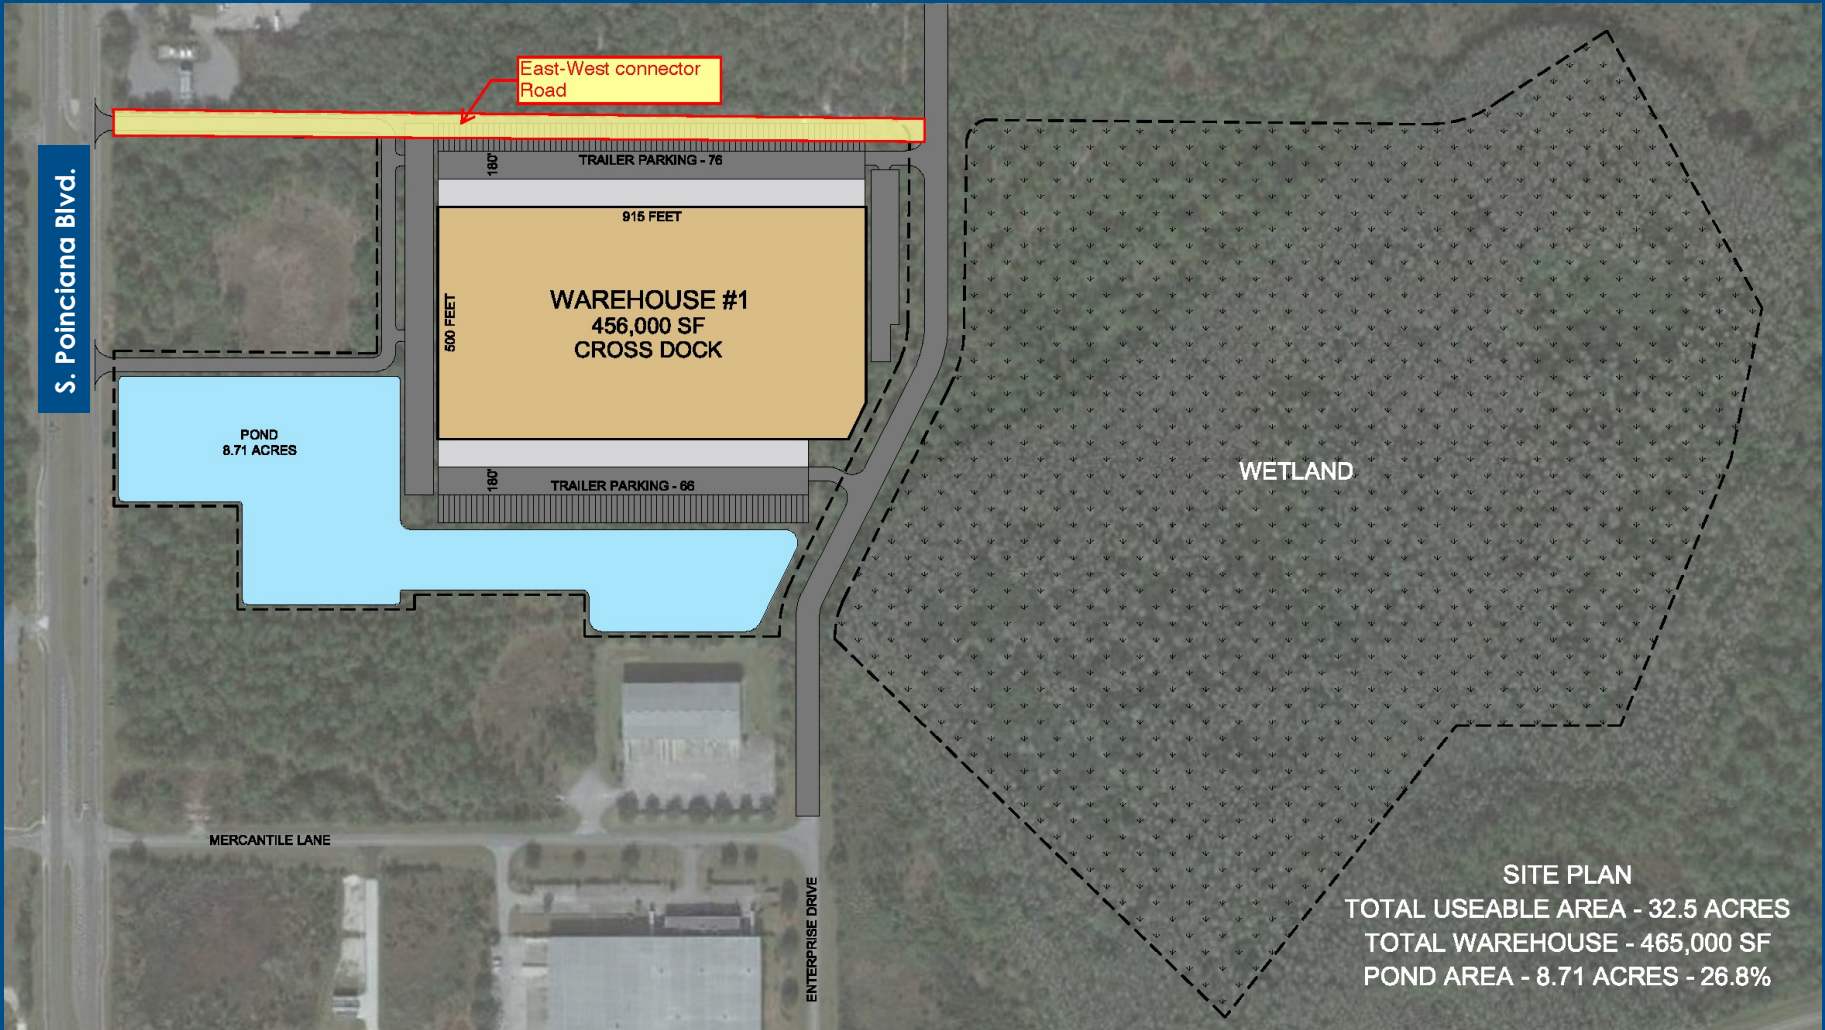 East-West connector
Road
S. Poinciana Blvd.
180'
TRAILER PARKING - 76
915 FEET
500 FEET
WAREHOUSE #1
456,000 SF
CROSS DOCK
POND
8.71 ACRES
180'
TRAILER PARKING - 66
WETLAND
MERCANTILE LANE
ENTERPRISE DRIVE
SITE PLAN
TOTAL USEABLE AREA - 32.5 ACRES
TOTAL WAREHOUSE - 465,000 SF
POND AREA - 8.71 ACRES - 26.8%